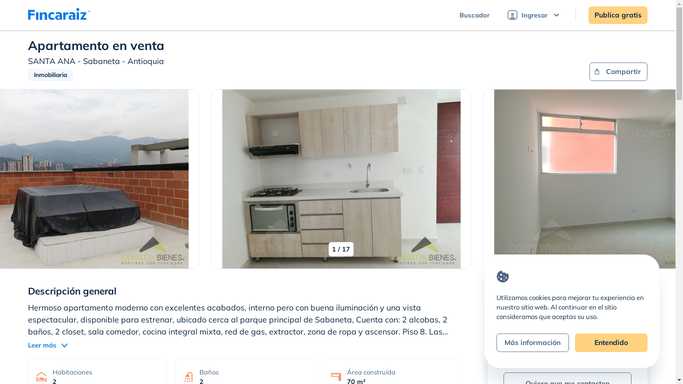 Fincaraiz
Buscador
Ingresar
Publica gratis
Apartamento en venta
SANTA ANA - Sabaneta - Antioquia
Inmobiliaria
Compartir
BIENES.
1 / 17
Descripción general
Hermoso apartamento moderno con excelentes acabados, interno pero con buena iluminación y una vista
espectacular, disponible para estrenar, ubicado cerca al parque principal de Sabaneta, Cuenta con: 2 alcobas, 2
baños, 2 closet, sala comedor, cocina integral mixta, red de gas, extractor, zona de ropa y ascensor. Piso 8. Las...
Leer más
Habitaciones
2
Baños
2
Área construida
70 m²
Utilizamos cookies para mejorar tu experiencia en
nuestro sitio web. Al continuar en el sitio
consideramos que aceptas su uso.
Más información
Entendido
Quiero que me contacten